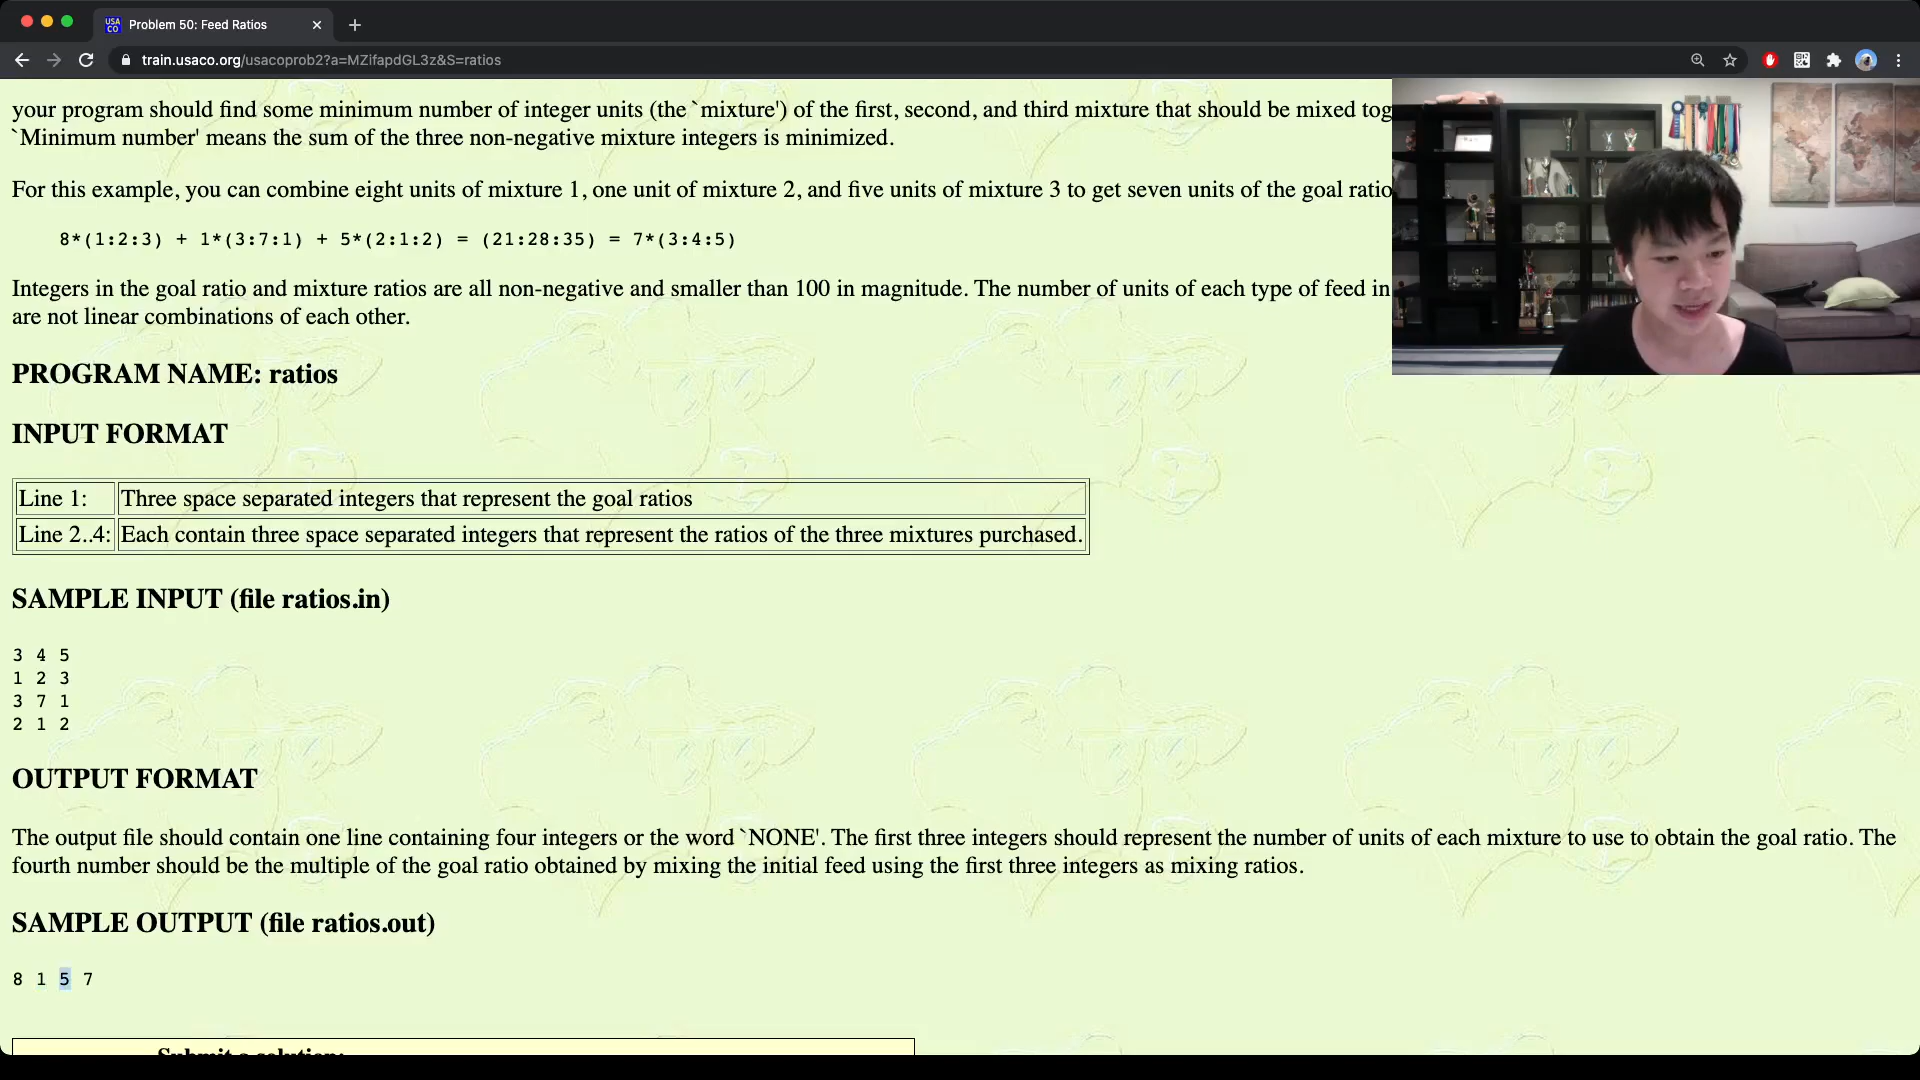 USA
CO
Problem 50: Feed Ratios
train.usaco.org/usacoprob2?a=MZifapdGL3z&S=ratios
your program should find some minimum number of integer units (the `mixture') of the first, second, and third mixture that should be mixed tog
`Minimum number' means the sum of the three non-negative mixture integers is minimized.
For this example, you can combine eight units of mixture 1, one unit of mixture 2, and five units of mixture 3 to get seven units of the goal ratio
8*(1:2:3) + 1*(3:7:1) + 5*(2:1:2) = (21:28:35) = 7*(3:4:5)
Integers in the goal ratio and mixture ratios are all non-negative and smaller than 100 in magnitude. The number of units of each type of feed in
are not linear combinations of each other.
PROGRAM NAME: ratios
INPUT FORMAT
Line 1: Three space separated integers that represent the goal ratios
Line 2..4: Each contain three space separated integers that represent the ratios of the three mixtures purchased.
SAMPLE INPUT (file ratios.in)
3 4 5
1 2 3
3 7 1
2 1 2
OUTPUT FORMAT
The output file should contain one line containing four integers or the word `NONE'. The first three integers should represent the number of units of each mixture to use to obtain the goal ratio. The
fourth number should be the multiple of the goal ratio obtained by mixing the initial feed using the first three integers as mixing ratios.
SAMPLE OUTPUT (file ratios.out)
8 1 5 7
Submit a solution: